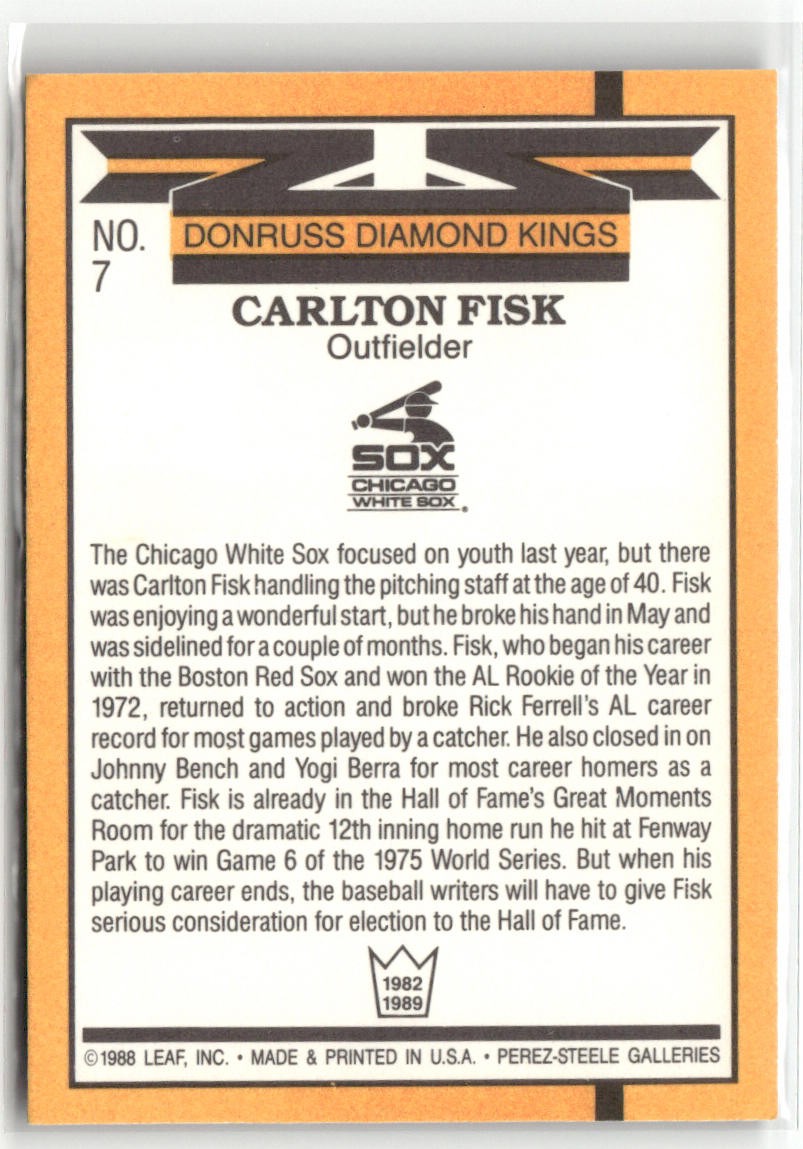 NO.
7
DONRUSS DIAMOND KINGS
CARLTON FISK
Outfielder
SOX
CHICAGO
WHITE SOX ®
The Chicago White Sox focused on youth last year, but there
was Carlton Fisk handling the pitching staff at the age of 40. Fisk
was enjoying a wonderful start, but he broke his hand in May and
was sidelined for a couple of months. Fisk, who began his career
with the Boston Red Sox and won the AL Rookie of the Year in
1972, returned to action and broke Rick Ferrell's AL career
record for most games played by a catcher. He also closed in on
Johnny Bench and Yogi Berra for most career homers as a
catcher. Fisk is already in the Hall of Fame's Great Moments
Room for the dramatic 12th inning home run he hit at Fenway
Park to win Game 6 of the 1975 World Series. But when his
playing career ends, the baseball writers will have to give Fisk
serious consideration for election to the Hall of Fame.
1982
1989
©1988 LEAF, INC. • MADE & PRINTED IN U.S.A. • PEREZ-STEELE GALLERIES